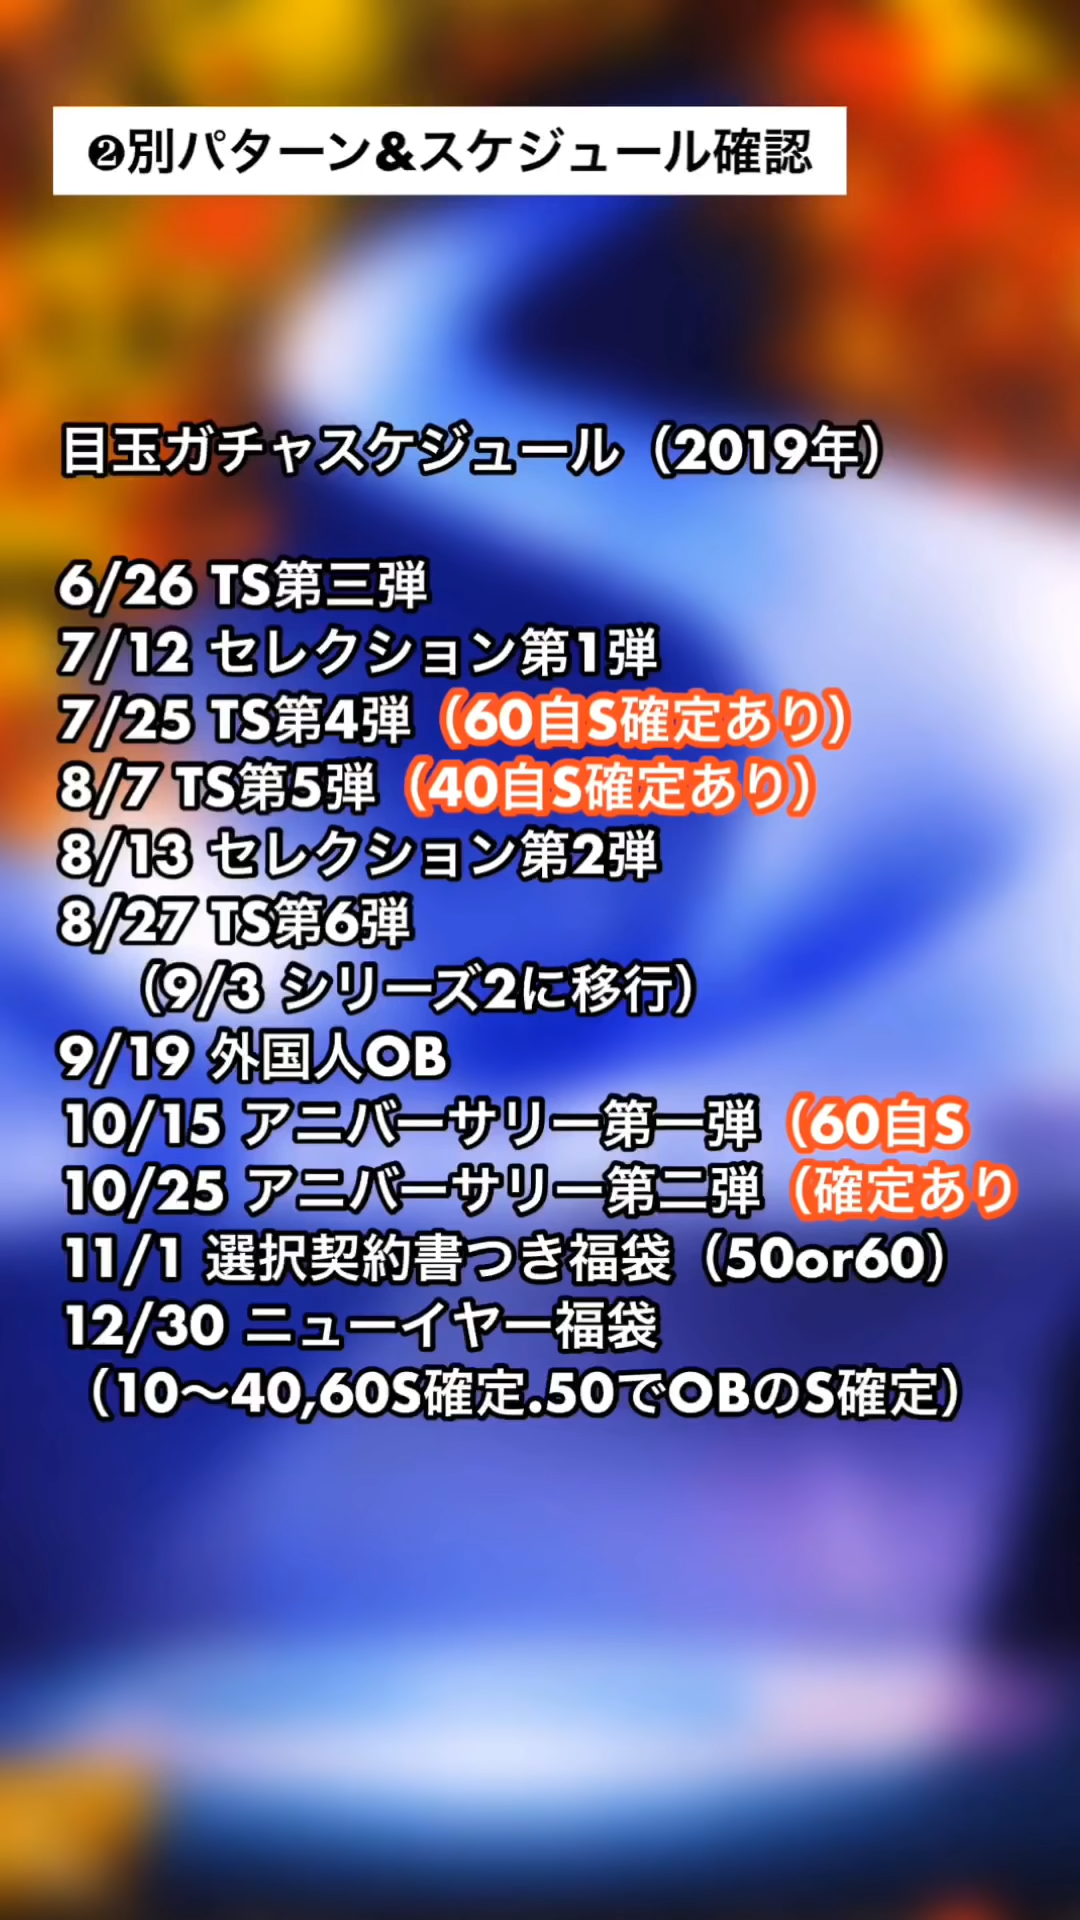 ❷別パターン&スケジュール確認
目玉ガチャスケジュール（2019年）
6/26 TS第三弾
7/12 セレクション第1弾
7/25 TS第4弾（60自S確定あり）
8/7 TS第5弾（40自S確定あり）
8/13 セレクション第2弾
8/27 TS第6弾
（9/3 シリーズ2に移行）
9/19 外国人OB
10/15 アニバーサリー第一弾（60自S
10/25 アニバーサリー第二弾（確定あり
11/1 選択契約書つき福袋（50or60）
12/30 ニューイヤー福袋
（10〜40,60S確定.50でOBのS確定）